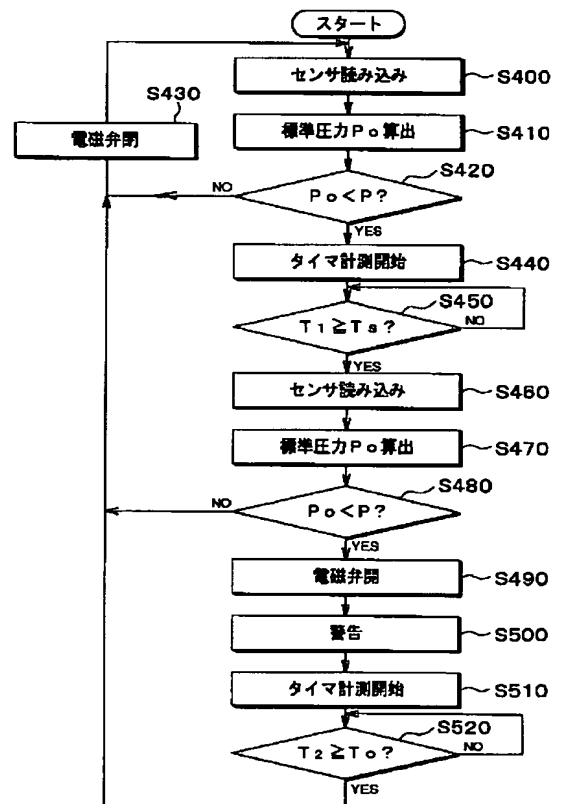 スタート
センサ読み込み
S400
S430
電磁弁閉
標準圧力Po算出
S410
S420
Po<P?
NO
YES
タイマ計測開始
S440
S450
T1≧Ts?
NO
YES
センサ読み込み
S460
標準圧力Po算出
S470
S480
Po<P?
NO
YES
電磁弁開
S490
警告
S500
タイマ計測開始
S510
S520
T2≧To?
NO
YES